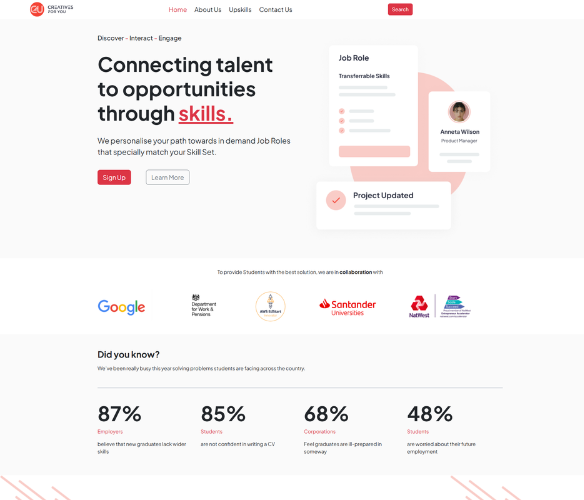 CREATIVES
FOR YOU
Home About Us Upskills Contact Us
Search
Discover - Interact - Engage
Connecting talent
to opportunities
through skills.
We personalise your path towards in demand Job Roles
that specially match your Skill Set.
Sign Up
Learn More
Job Role
Transferrable Skills
Anneta Wilson
Product Manager
Project Updated
To provide Students with the best solution, we are in collaboration with
Google
Department
for Work &
Pensions
Santander
Universities
NatWest
Did you know?
We've been really busy this year solving problems students are facing across the country.
87%
Employers
believe that new graduates lack wider
skills
85%
Students
are not confident in writing a CV
68%
Corporations
Feel graduates are ill-prepared in
someway
48%
Students
are worried about their future
employment